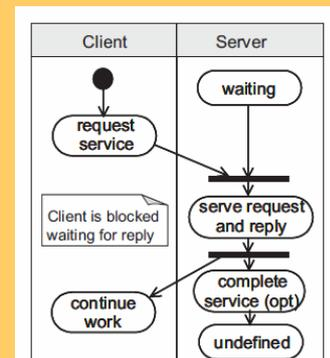 Client
Server
waiting
request
service
Client is blocked
waiting for reply
serve request
and reply
complete
service (opt)
continue
work
undefined